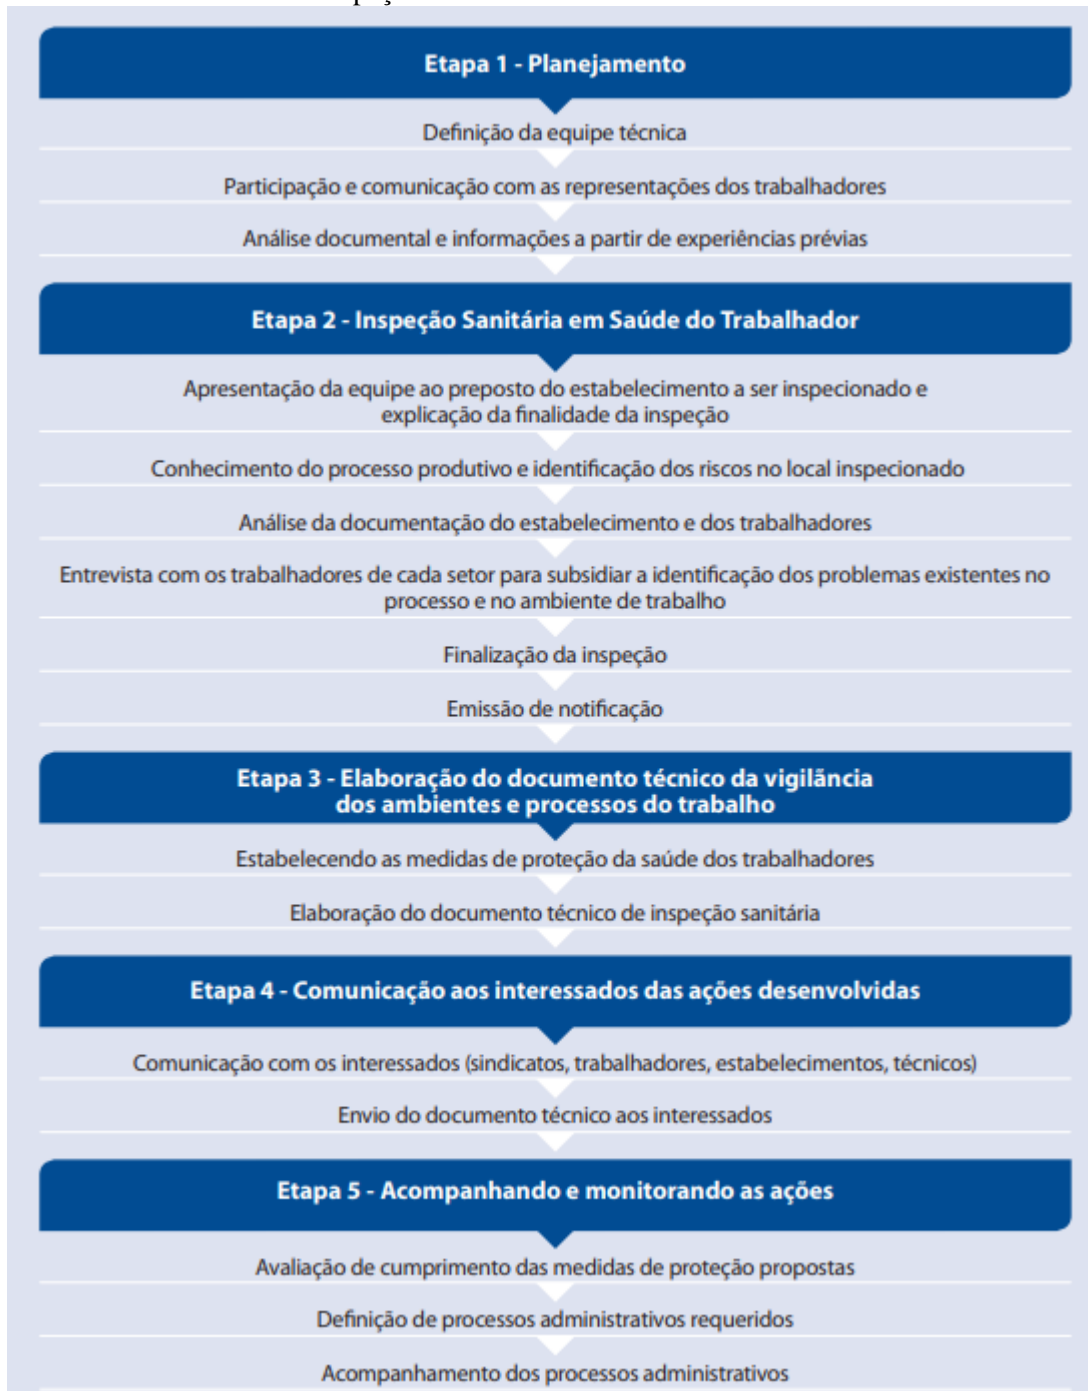 Etapa 1 - Planejamento
Definição da equipe técnica
Participação e comunicação com as representações dos trabalhadores
Análise documental e informações a partir de experiências prévias
Etapa 2 - Inspeção Sanitária em Saúde do Trabalhador
Apresentação da equipe ao preposto do estabelecimento a ser inspecionado e
explicação da finalidade da inspeção
Conhecimento do processo produtivo e identificação dos riscos no local inspecionado
Análise da documentação do estabelecimento e dos trabalhadores
Entrevista com os trabalhadores de cada setor para subsidiar a identificação dos problemas existentes no
processo e no ambiente de trabalho
Finalização da inspeção
Emissão de notificação
Etapa 3 - Elaboração do documento técnico da vigilância
dos ambientes e processos do trabalho
Estabelecendo as medidas de proteção da saúde dos trabalhadores
Elaboração do documento técnico de inspeção sanitária
Etapa 4 - Comunicação aos interessados das ações desenvolvidas
Comunicação com os interessados (sindicatos, trabalhadores, estabelecimentos, técnicos)
Envio do documento técnico aos interessados
Etapa 5 - Acompanhando e monitorando as ações
Avaliação de cumprimento das medidas de proteção propostas
Definição de processos administrativos requeridos
Acompanhamento dos processos administrativos